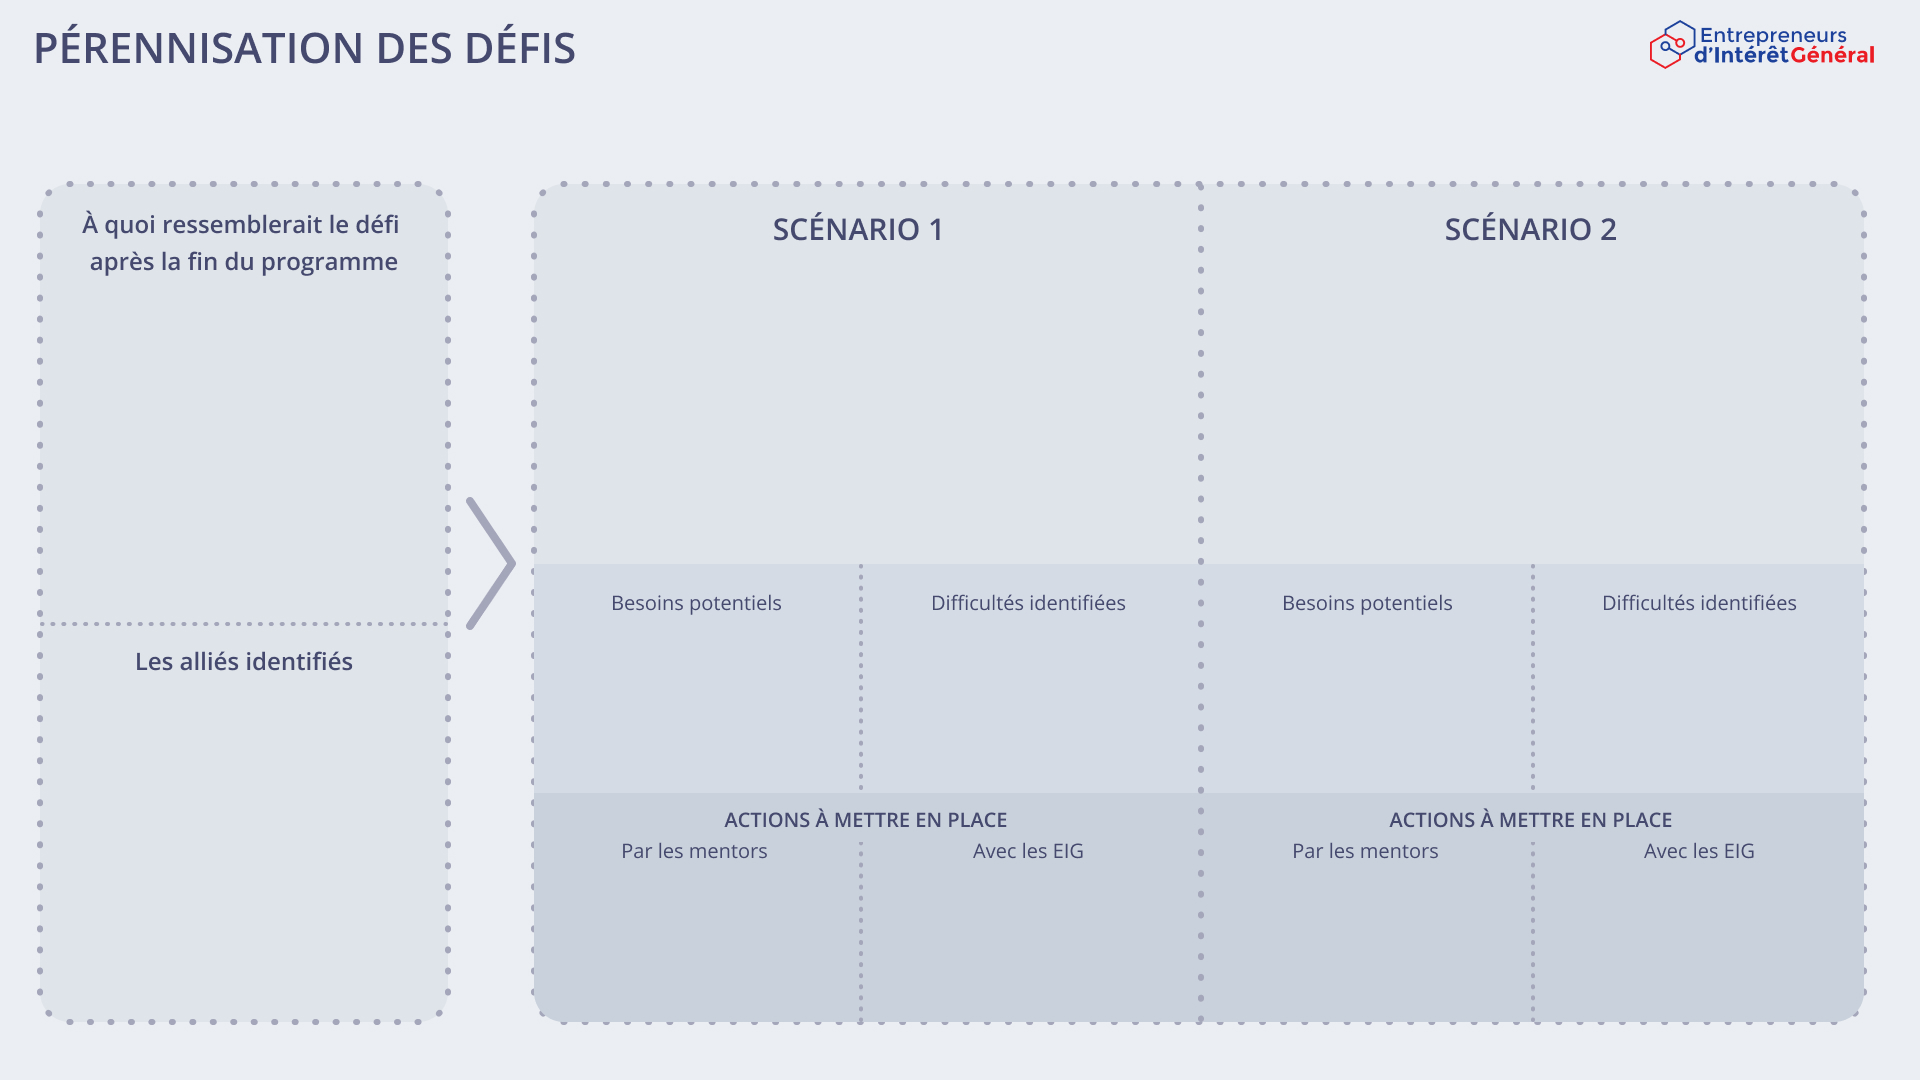 PÉRENNISATION DES DÉFIS
Entrepreneurs
d'Intérêt Général
À quoi ressemblerait le défi
après la fin du programme
Les alliés identifiés
SCÉNARIO 1
Besoins potentiels
Difficultés identifiées
ACTIONS À METTRE EN PLACE
Par les mentors
Avec les EIG
SCÉNARIO 2
Besoins potentiels
Difficultés identifiées
ACTIONS À METTRE EN PLACE
Par les mentors
Avec les EIG